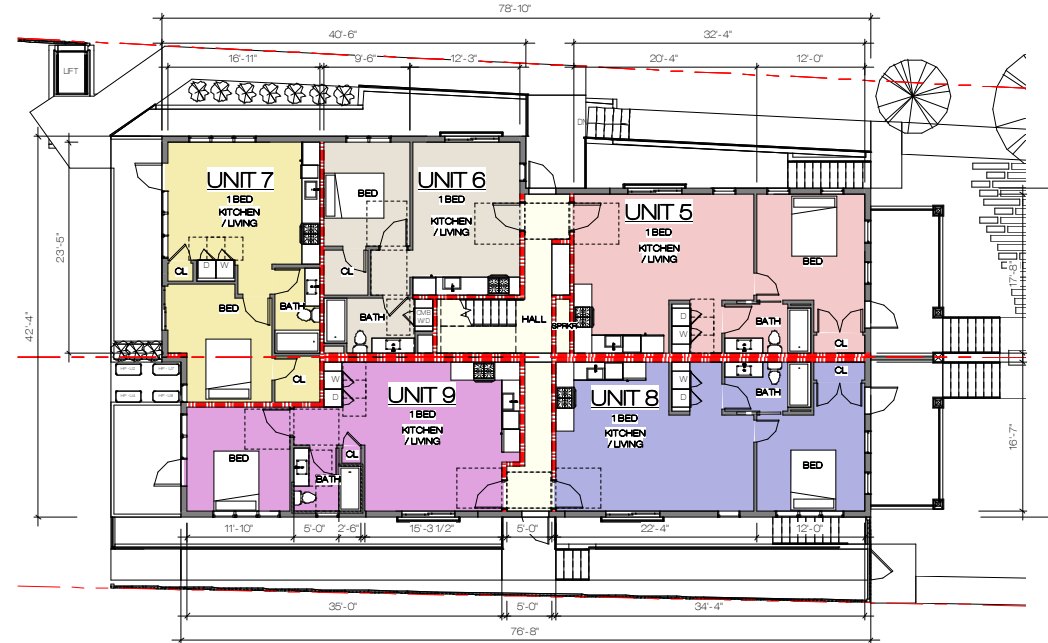 78'-10"
40'-6"
32'-4"
16'-11"
9'-6"
12'-3"
20'-4"
12'-0"
LIFT
DN
UNIT 7
1 BED
KITCHEN
/ LIVING
BED
UNIT 6
1 BED
KITCHEN
/ LIVING
UNIT 5
1 BED
KITCHEN
/ LIVING
BED
23'-5"
42'-4"
17'-8"
CL
D
W
CL
BED
BATH
BATH
CMB
W/D
HALL
SPRKR
D
W
BATH
CL
CL
CL
UNIT 9
1 BED
KITCHEN
/ LIVING
W
D
UNIT 8
1 BED
KITCHEN
/ LIVING
W
D
BATH
16'-7"
BED
CL
BATH
BED
11'-10"
5'-0"
2'-6"
15'-3 1/2"
5'-0"
22'-4"
12'-0"
35'-0"
5'-0"
34'-4"
76'-8"